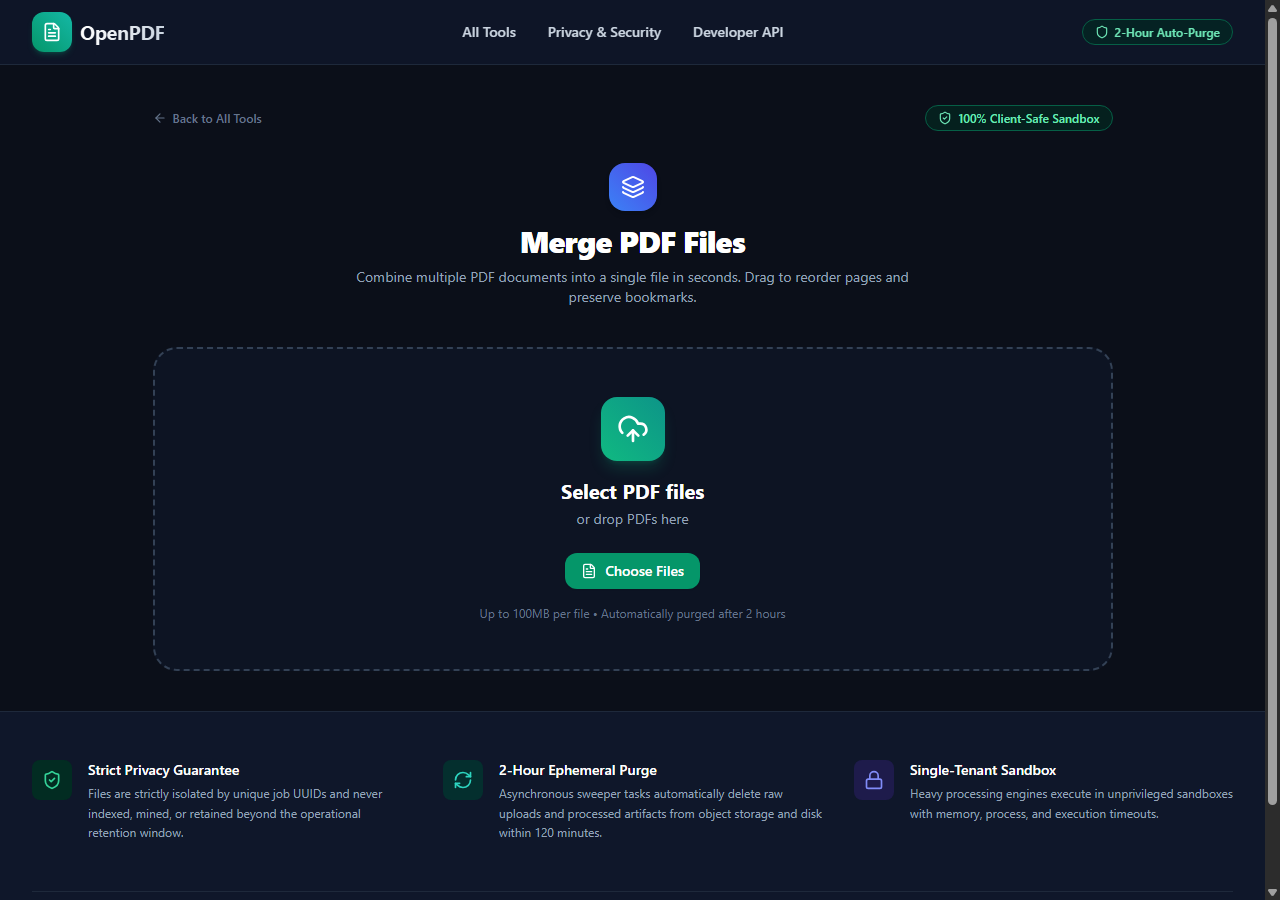 OpenPDF
All Tools
Privacy & Security
Developer API
2-Hour Auto-Purge
Back to All Tools
100% Client-Safe Sandbox
Merge PDF Files
Combine multiple PDF documents into a single file in seconds. Drag to reorder pages and
preserve bookmarks.
Select PDF files
or drop PDFs here
Choose Files
Up to 100MB per file • Automatically purged after 2 hours
Strict Privacy Guarantee
Files are strictly isolated by unique job UUIDs and never
indexed, mined, or retained beyond the operational
retention window.
2-Hour Ephemeral Purge
Asynchronous sweeper tasks automatically delete raw
uploads and processed artifacts from object storage and disk
within 120 minutes.
Single-Tenant Sandbox
Heavy processing engines execute in unprivileged sandboxes
with memory, process, and execution timeouts.